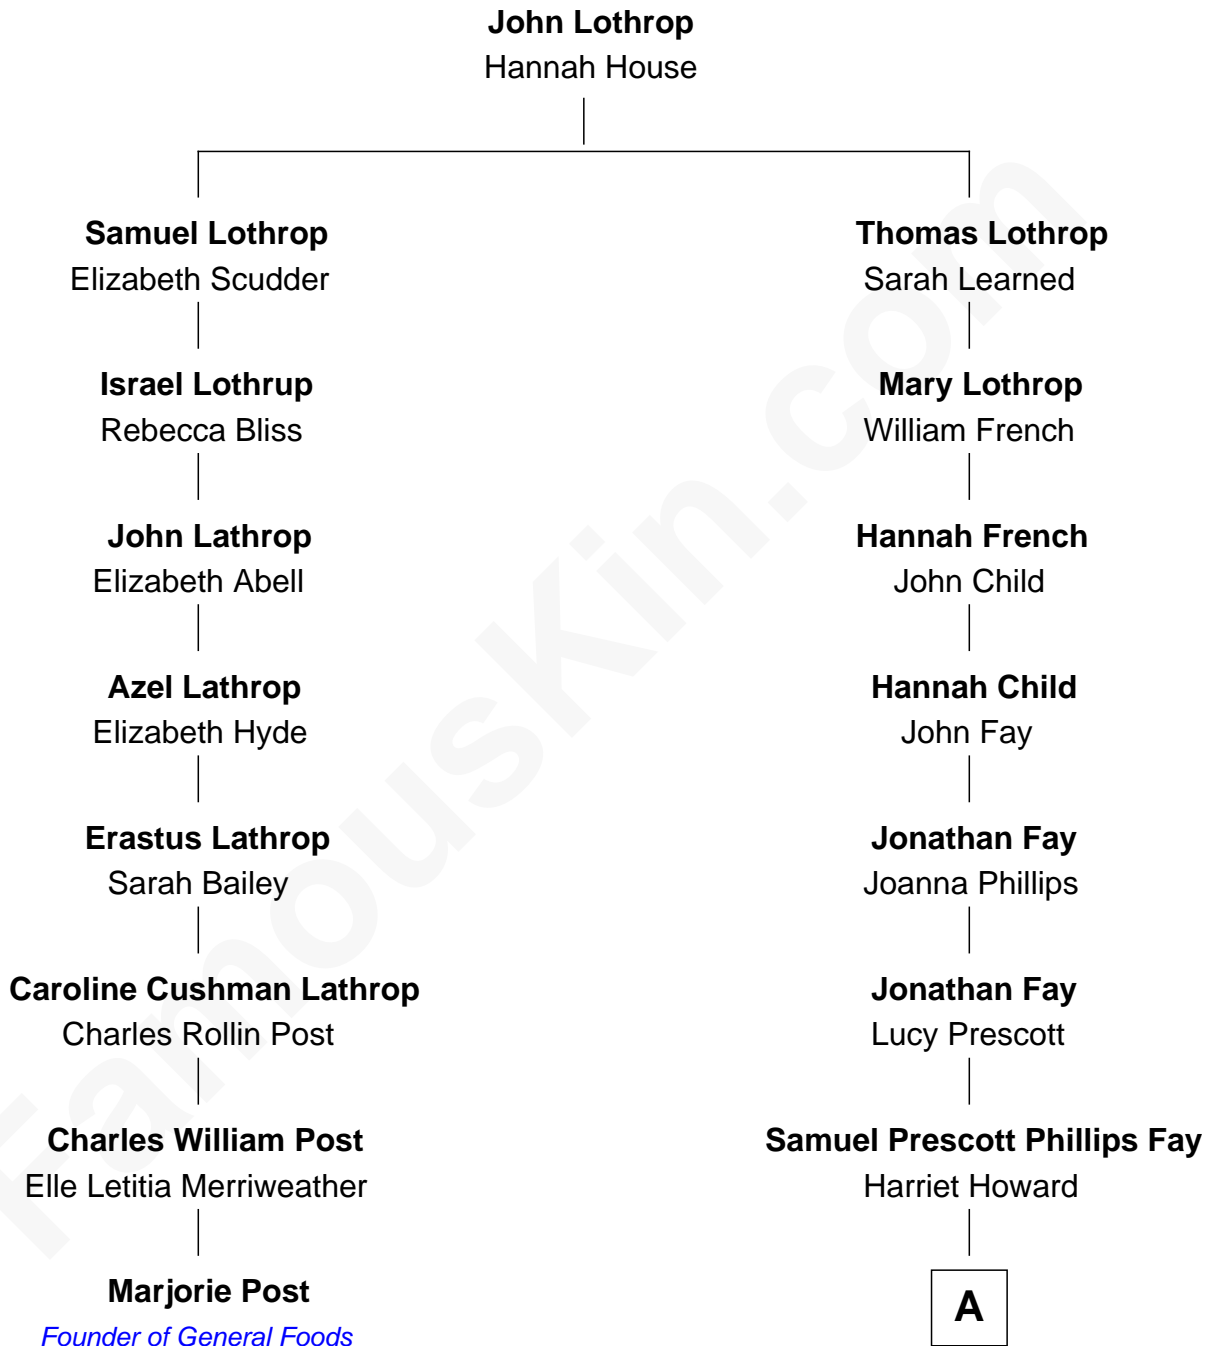 John Lothrop
Hannah House
Samuel Lothrop
Elizabeth Scudder
Thomas Lothrop
Sarah Learned
Israel Lothrup
Rebecca Bliss
Mary Lothrop
William French
John Lathrop
Elizabeth Abell
Hannah French
John Child
Azel Lathrop
Elizabeth Hyde
Hannah Child
John Fay
Erastus Lathrop
Sarah Bailey
Jonathan Fay
Joanna Phillips
Caroline Cushman Lathrop
Charles Rollin Post
Jonathan Fay
Lucy Prescott
Charles William Post
Elle Letitia Merriweather
Samuel Prescott Phillips Fay
Harriet Howard
Marjorie Post
Founder of General Foods
A
FamousKin.com